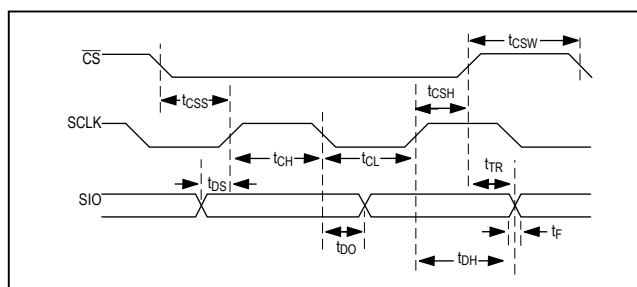 CS
tCSW
tCSS
tCSH
SCLK
tCH
tCL
tTR
tDS
SIO
tF
tDO
tDH